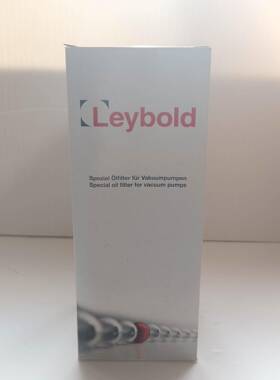 Leybold
Spezial Ölfilter für Vakuumpumpen
Special oil filter for vacuum pumps